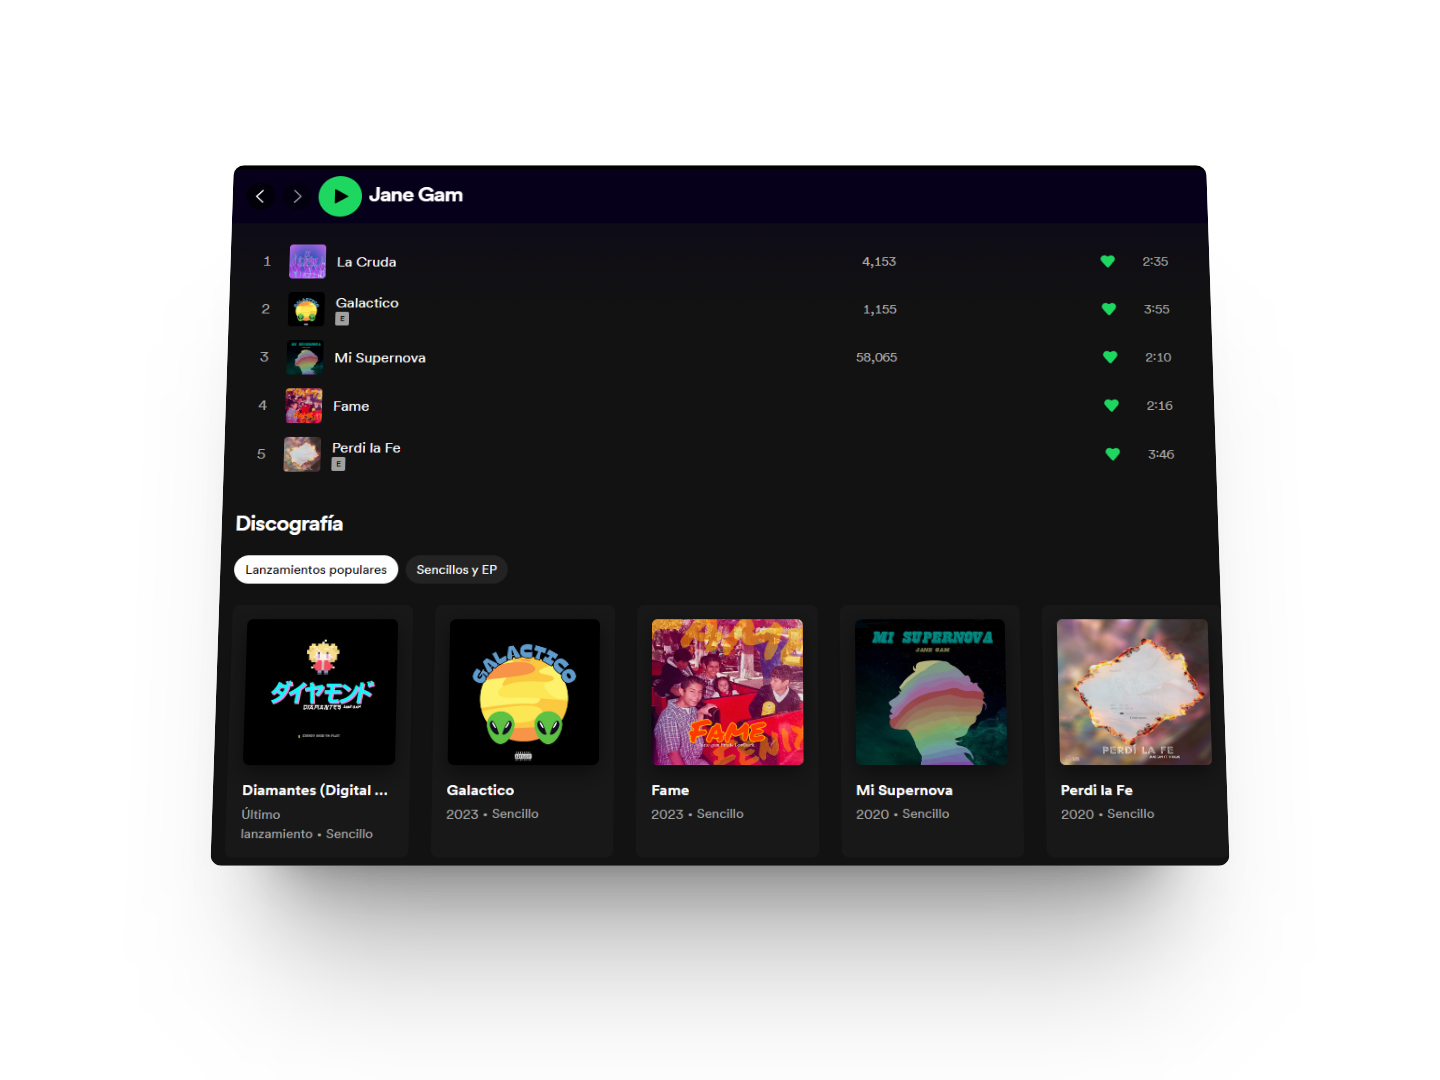 Jane Gam
1 La Cruda 4,153 2:35
2 Galactico 1,155 3:55
E
3 Mi Supernova 58,065 2:10
4 Fame 2:16
5 Perdi la Fe 3:46
E
Discografía
Lanzamientos populares Sencillos y EP
ダイヤモンド
DIAMANTES JANE GAM
GALACTICO
FAME
MI SUPERNOVA
JANE GAM
PERDÍ LA FE
Diamantes (Digital ...
Último
lanzamiento • Sencillo
Galactico
2023 • Sencillo
Fame
2023 • Sencillo
Mi Supernova
2020 • Sencillo
Perdi la Fe
2020 • Sencillo